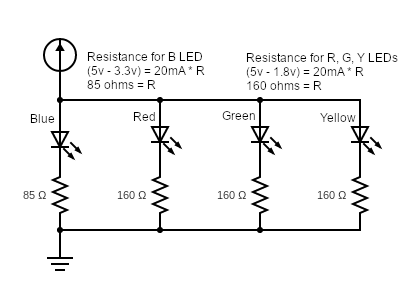 Resistance for B LED
(5v - 3.3v) = 20mA * R
85 ohms = R
Resistance for R, G, Y LEDs
(5v - 1.8v) = 20mA * R
160 ohms = R
Blue
Red
Green
Yellow
85 Ω
160 Ω
160 Ω
160 Ω